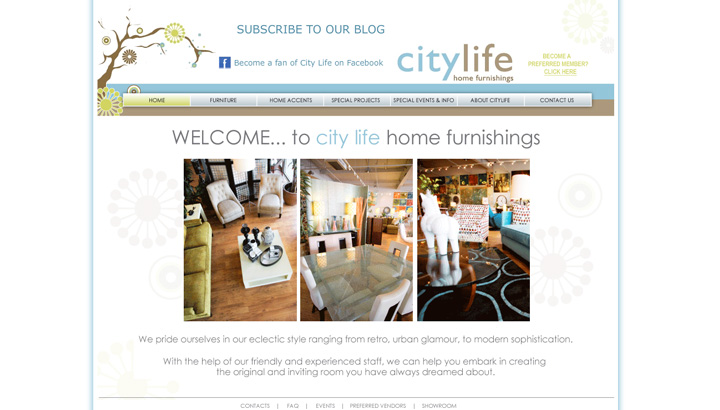 SUBSCRIBE TO OUR BLOG
Become a fan of City Life on Facebook
citylife
home furnishings
BECOME A
PREFERRED MEMBER?
CLICK HERE
HOME FURNITURE HOME ACCENTS SPECIAL PROJECTS SPECIAL EVENTS & INFO ABOUT CITYLIFE CONTACT US
WELCOME... to city life home furnishings
We pride ourselves in our eclectic style ranging from retro, urban glamour, to modern sophistication.
With the help of our friendly and experienced staff, we can help you embark in creating
the original and inviting room you have always dreamed about.
CONTACTS | FAQ | EVENTS | PREFERRED VENDORS | SHOWROOM